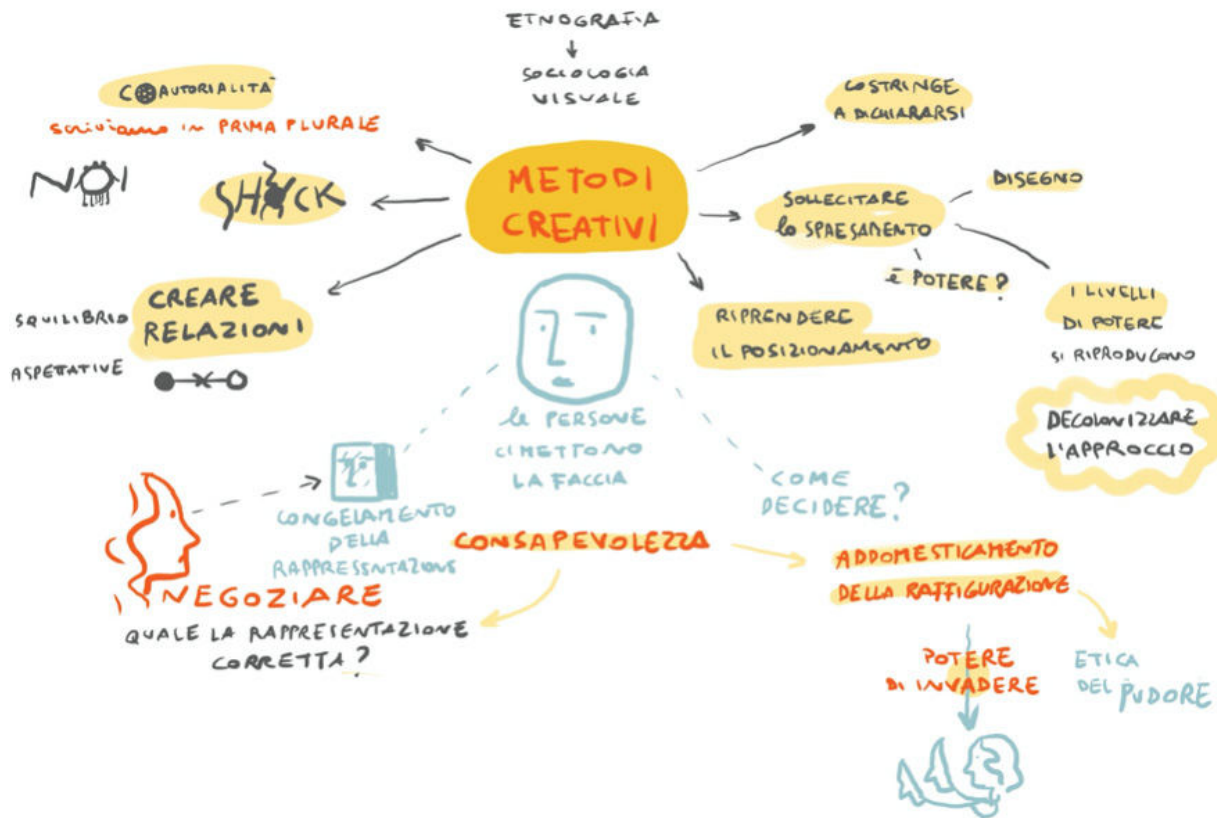 ETNOGRAFIA
SOCIOLOGIA
VISUALE
COAUTORIALITÀ
scriviamo in PRIMA PLURALE
NOI
SHOCK
METODI
CREATIVI
COSTRINGE
A DICHIARARSI
SOLLECITARE
lo SPAESAMENTO
DISEGNO
È POTERE?
I LIVELLI
DI POTERE
SI RIPRODUCONO
DECOLONIZZARE
L'APPROCCIO
CREARE
RELAZIONI
SQUILIBRIO
ASPETTATIVE
RIPRENDERE
IL POSIZIONAMENTO
le PERSONE
CI METTONO
LA FACCIA
CONGELAMENTO
DELLA
RAPPRESENTAZIONE
COME
DECIDERE?
CONSAPEVOLEZZA
NEGOZIARE
QUALE LA RAPPRESENTAZIONE
CORRETTA?
ADDOMESTICAMENTO
DELLA RAFFIGURAZIONE
POTERE
DI INVADERE
ETICA
DEL PUDORE